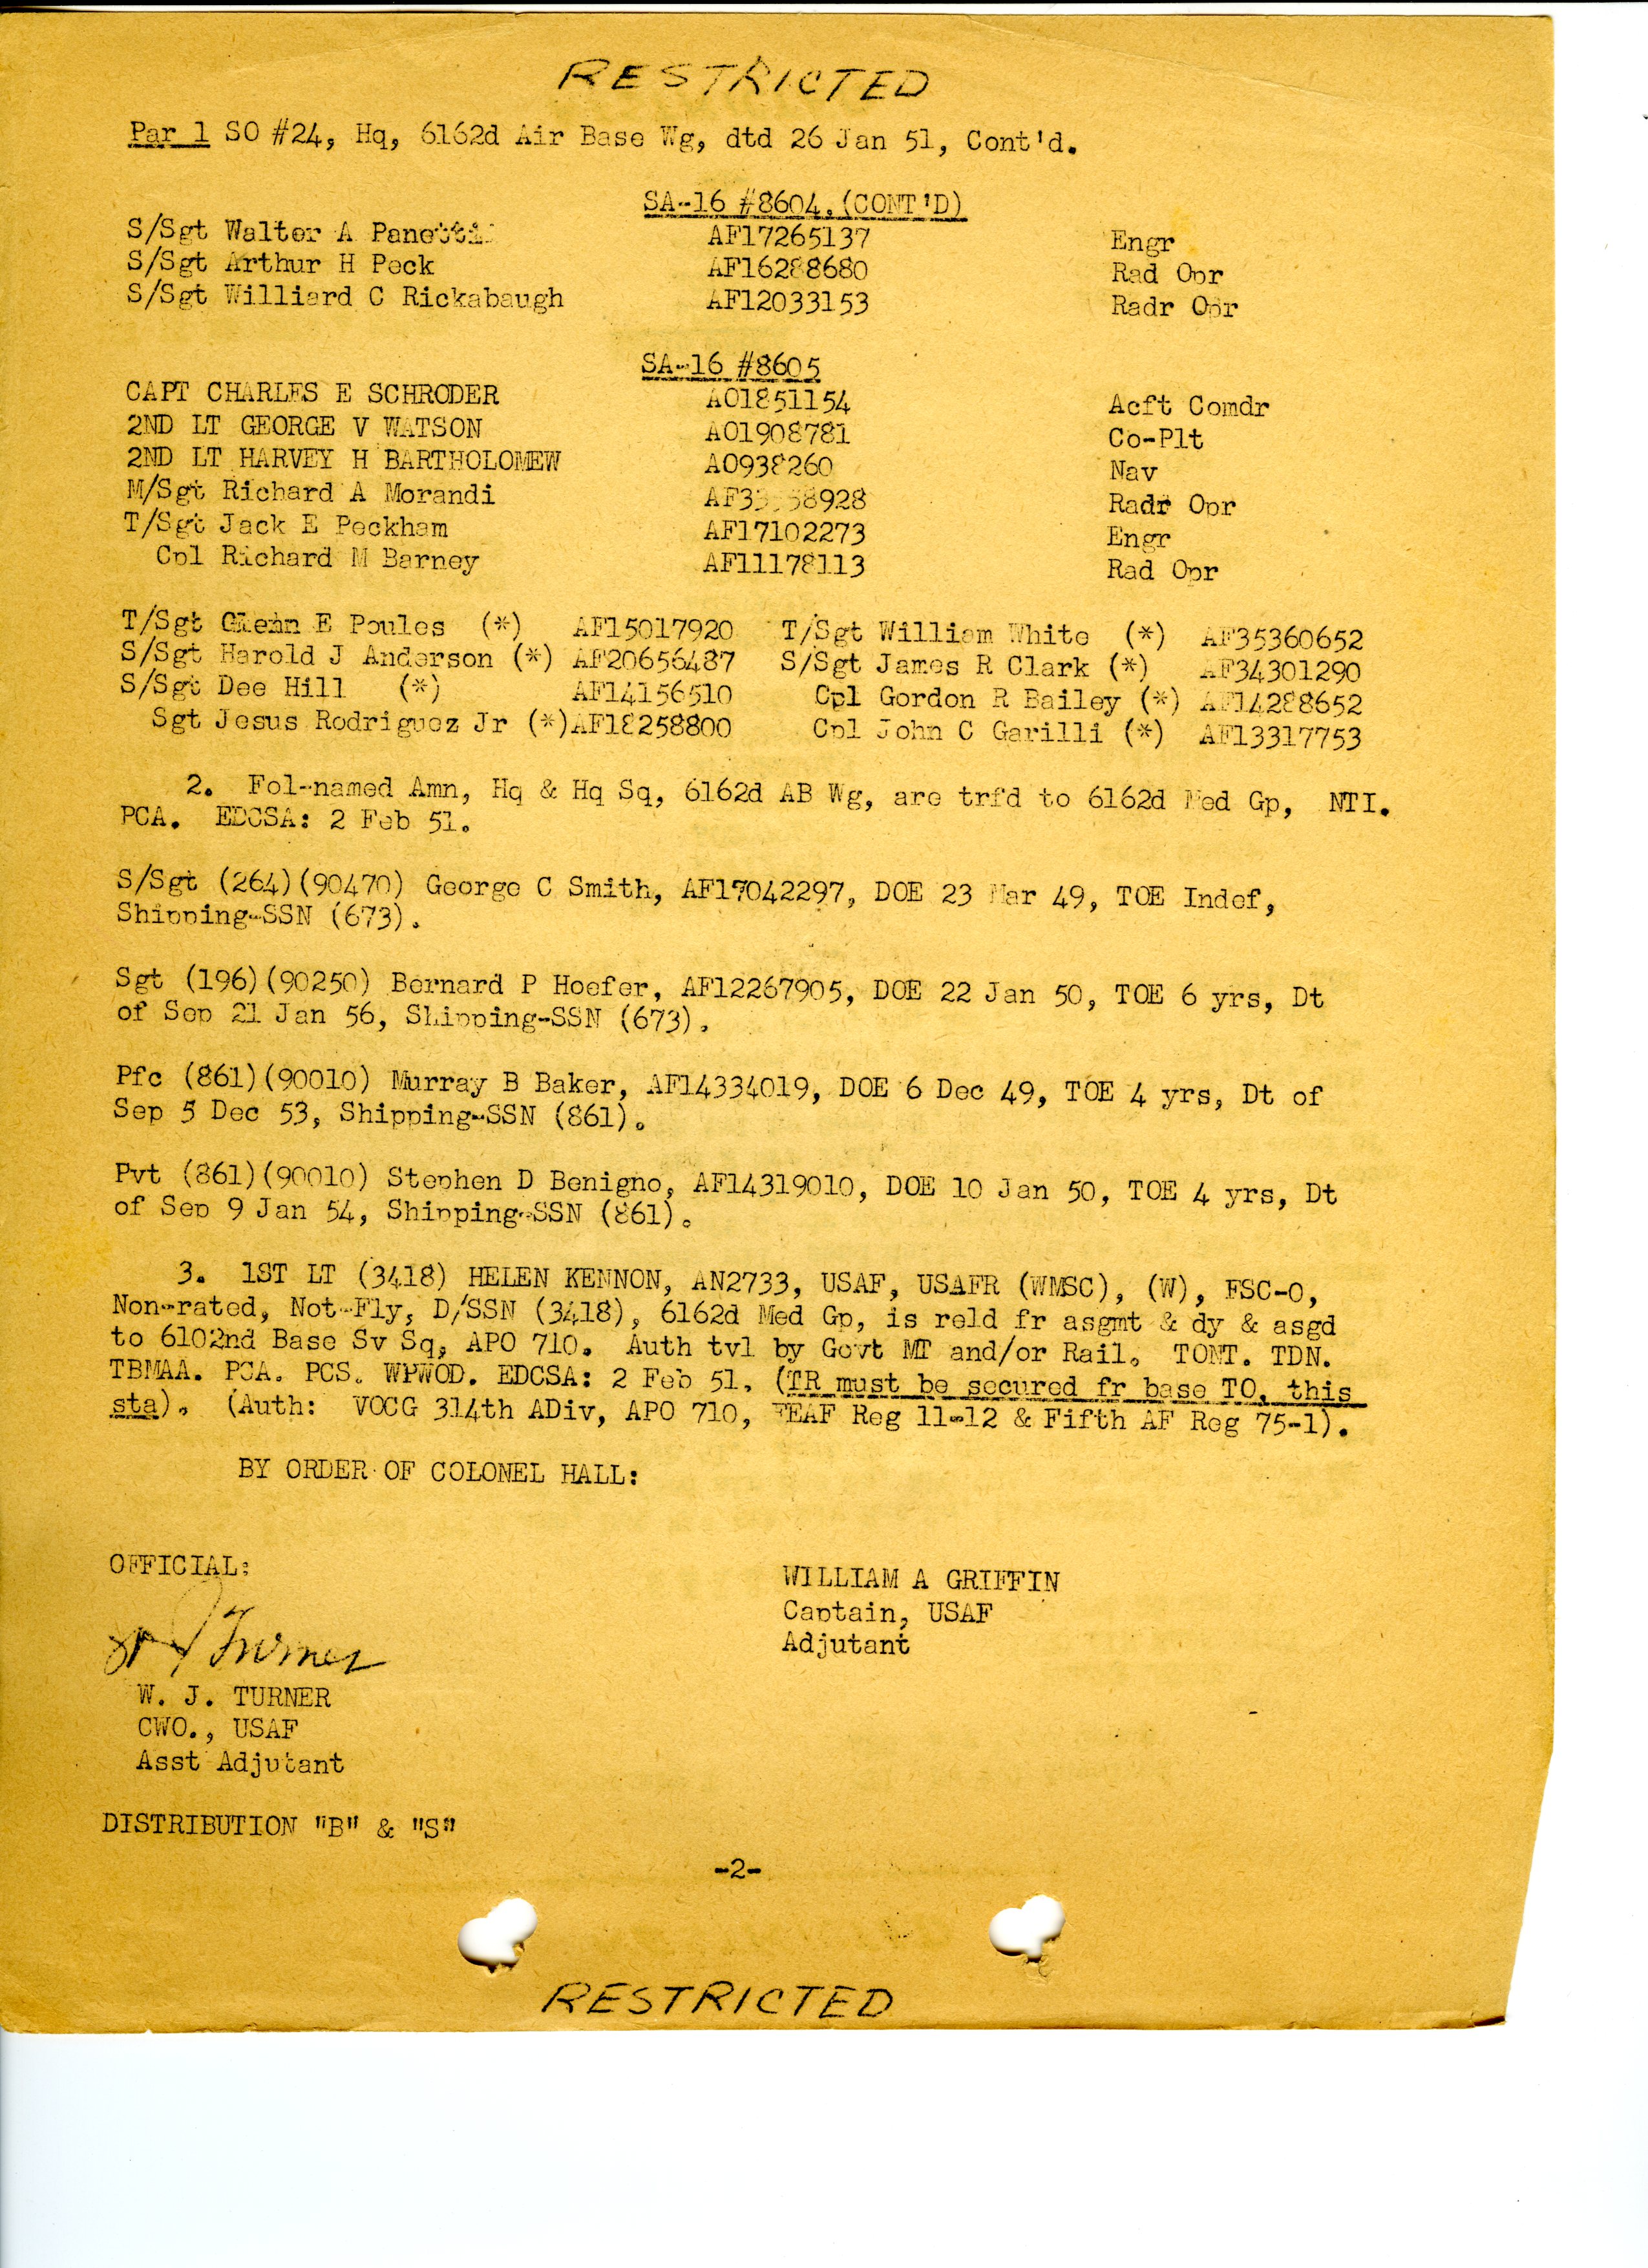 RESTRICTED
Par 1 SO #24, Hq, 6162d Air Base Wg, dtd 26 Jan 51, Cont'd.
SA-16 #8604 (CONT'D)
S/Sgt Walter A AF17265137 Engr
S/Sgt Arthur H Peck AF16288680 Rad Opr
S/Sgt Williard C Rickabaugh AF12033153 Radr Opr
SA-16 #8605
CAPT CHARLES E SCHRODER AO1851154 Acft Comdr
2ND LT GEORGE V WATSON AO1908781 Co-Plt
2ND LT HARVEY H BARTHOLOMEW AO938260 Nav
M/Sgt Richard A Morandi Radr Opr
T/Sgt Jack E Peckham AF17102273 Engr
Cpl Richard M Barney AF11178113 Rad Opr
T/Sgt Glenn E Poules (*) AF15017920 T/Sgt William White (*) AF35360652
S/Sgt Harold J Anderson (*) AF20656487 S/Sgt James R Clark (*) AF34301290
S/Sgt Dee Hill (*) AF14156510 Cpl Gordon R Bailey (*) AF14288652
Sgt Jesus Rodriguez Jr (*)AF18258800 Cpl John C Garilli (*) AF13317753
2. Fol-named Amn, Hq & Hq Sq, 6162d AB Wg, are trfd to 6162d Med Gp, NTI.
PCA. EDCSA: 2 Feb 51.
S/Sgt (264)(90470) George C Smith, AF17042297, DOE 23 Mar 49, TOE Indef,
Shipping-SSN (673).
Sgt (196)(90250) Bernard P Hoefer, AF12267905, DOE 22 Jan 50, TOE 6 yrs, Dt
of Sep 21 Jan 56, Shipping-SSN (673).
Pfc (861)(90010) Murray B Baker, AF14334019, DOE 6 Dec 49, TOE 4 yrs, Dt of
Sep 5 Dec 53, Shipping-SSN (861).
Pvt (861)(90010) Stephen D Benigno, AF14319010, DOE 10 Jan 50, TOE 4 yrs, Dt
of Sep 9 Jan 54, Shipping-SSN (861).
3. 1ST LT (3418) HELEN KENNON, AN2733, USAF, USAFR (WMSC), (W), FSC-O,
Non-rated, Not-Fly, D/SSN (3418), 6162d Med Gp, is reld fr asgmt & dy & asgd
to 6102nd Base Sv Sq, APO 710. Auth tvl by Govt MT and/or Rail. TONT. TDN.
TBMAA. PCA. PCS. WPWOD. EDCSA: 2 Feb 51. (TR must be secured fr base TO, this
sta). (Auth: VOCG 314th ADiv, APO 710, FEAF Reg 11-12 & Fifth AF Reg 75-1).
BY ORDER OF COLONEL HALL:
OFFICIAL:
WILLIAM A GRIFFIN
Captain, USAF
Adjutant
W J Turner
W. J. TURNER
CWO., USAF
Asst Adjutant
DISTRIBUTION "B" & "S"
-2-
RESTRICTED